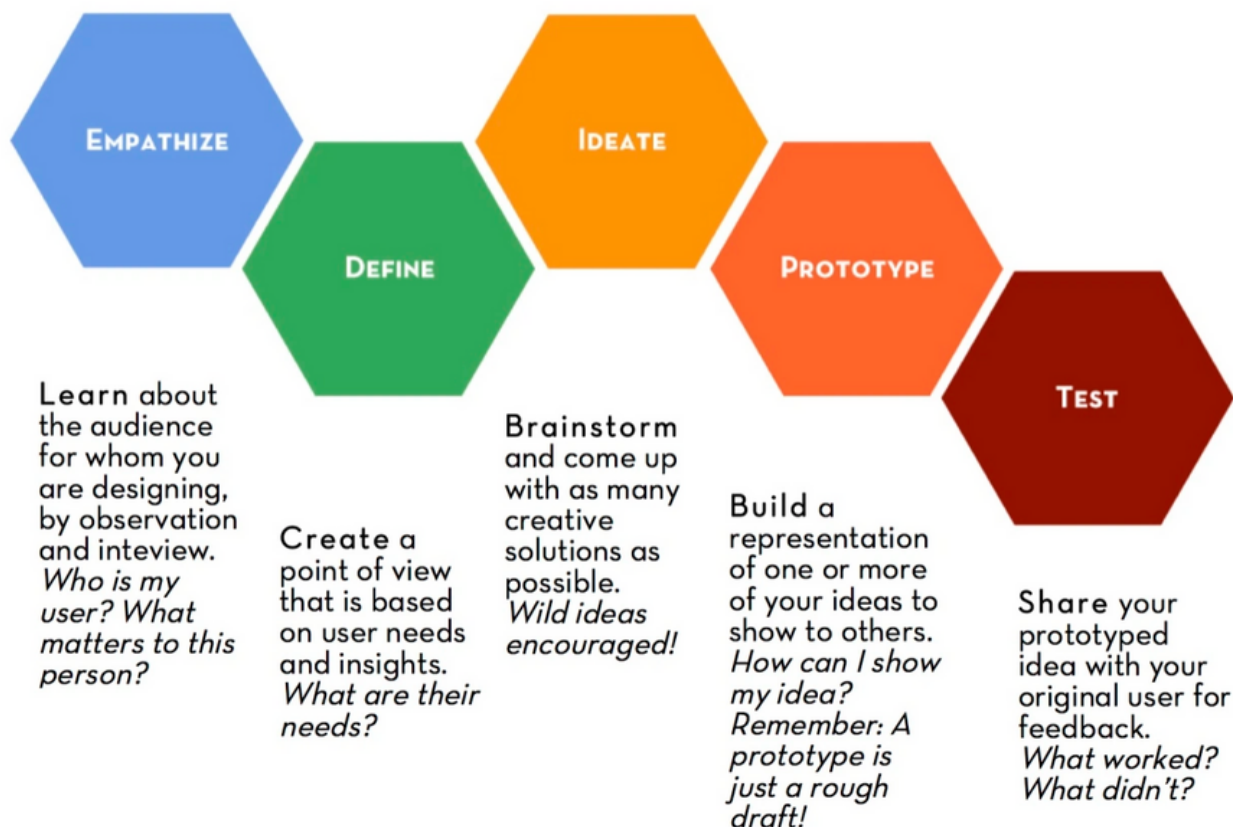 EMPATHIZE
Learn about
the audience
for whom you
are designing,
by observation
and inteview.
Who is my
user? What
matters to this
person?
DEFINE
Create a
point of view
that is based
on user needs
and insights.
What are their
needs?
IDEATE
Brainstorm
and come up
with as many
creative
solutions as
possible.
Wild ideas
encouraged!
PROTOTYPE
Build a
representation
of one or more
of your ideas to
show to others.
How can I show
my idea?
Remember: A
prototype is
just a rough
draft!
TEST
Share your
prototyped
idea with your
original user for
feedback.
What worked?
What didn't?